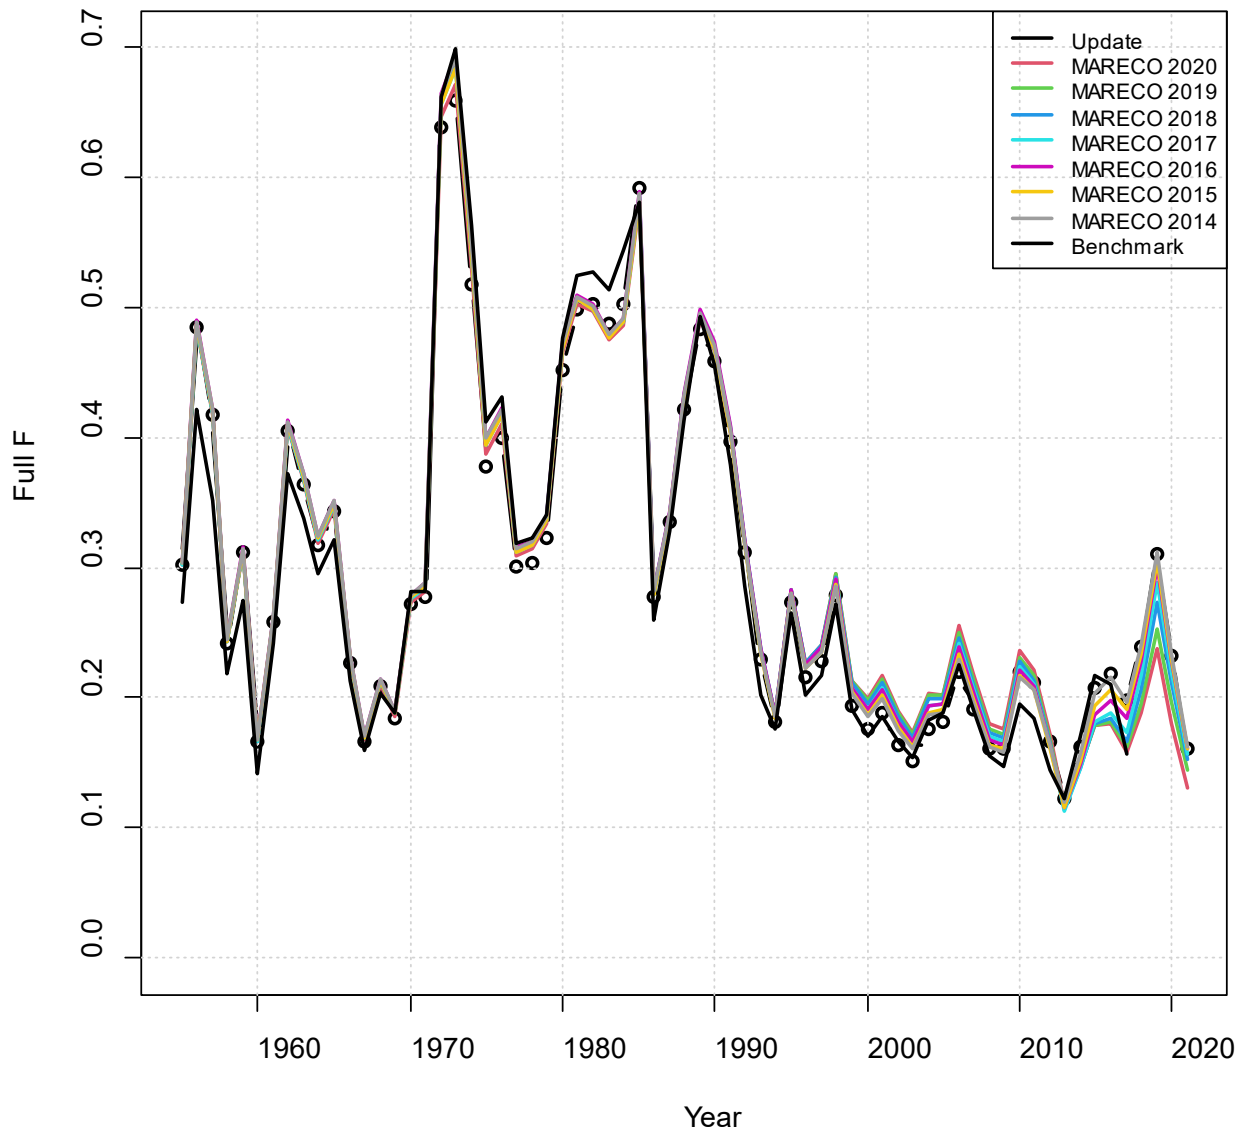 0.7
0.6
0.5
0.4
0.3
0.2
0.1
0.0
Full F
Update
MARECO 2020
MARECO 2019
MARECO 2018
MARECO 2017
MARECO 2016
MARECO 2015
MARECO 2014
Benchmark
1960 1970 1980 1990 2000 2010 2020
Year